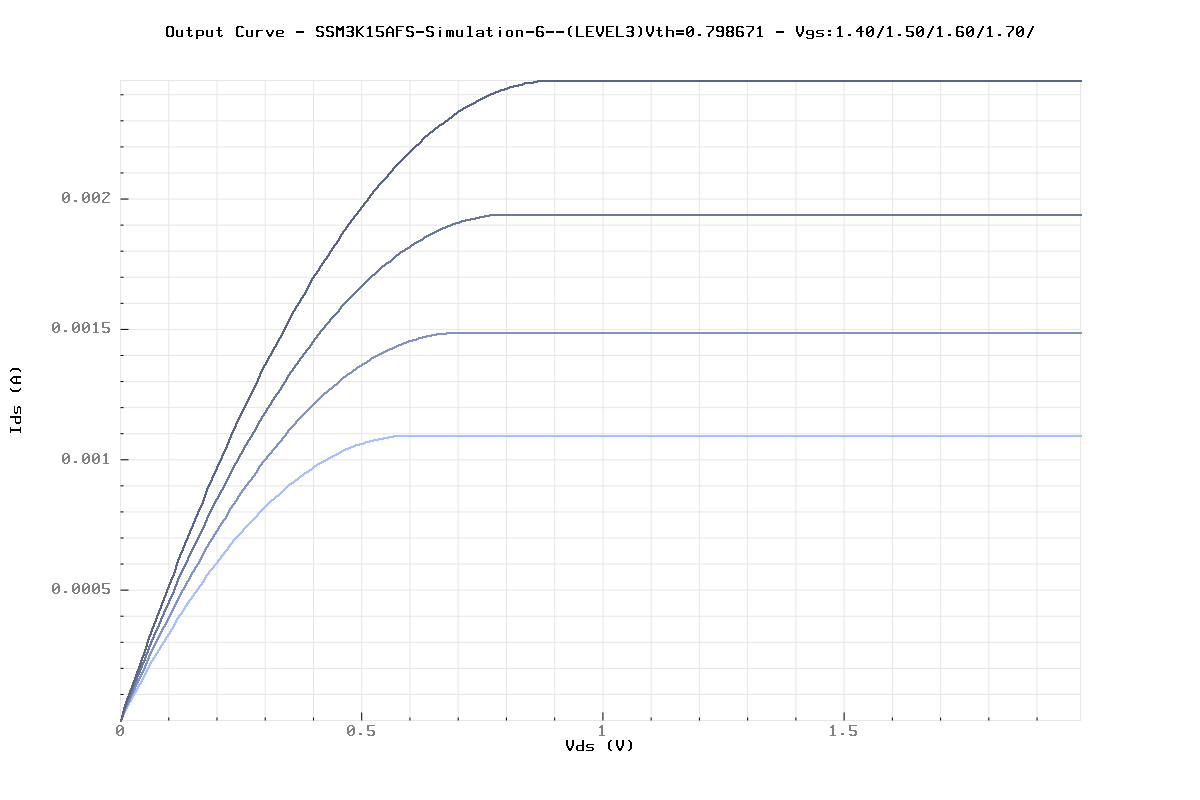 Output Curve - SSM3K15AFS-Simulation-6--(LEVEL3)Vth=0.798671 - Vgs:1.40/1.50/1.60/1.70/
0.002
0.0015
Ids (A)
0.001
0.0005
0 0.5 1 1.5
Vds (V)